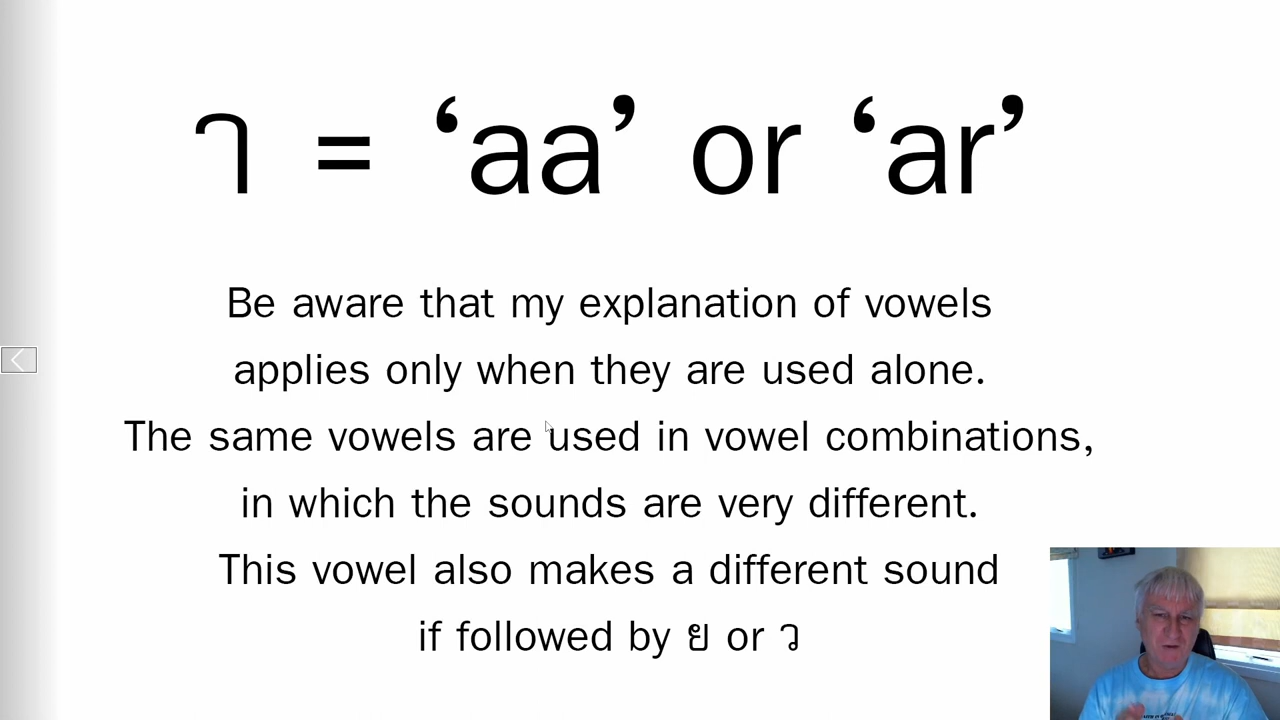 า = ‘aa’ or ‘ar’
Be aware that my explanation of vowels
applies only when they are used alone.
The same vowels are used in vowel combinations,
in which the sounds are very different.
This vowel also makes a different sound
if followed by ย or ว